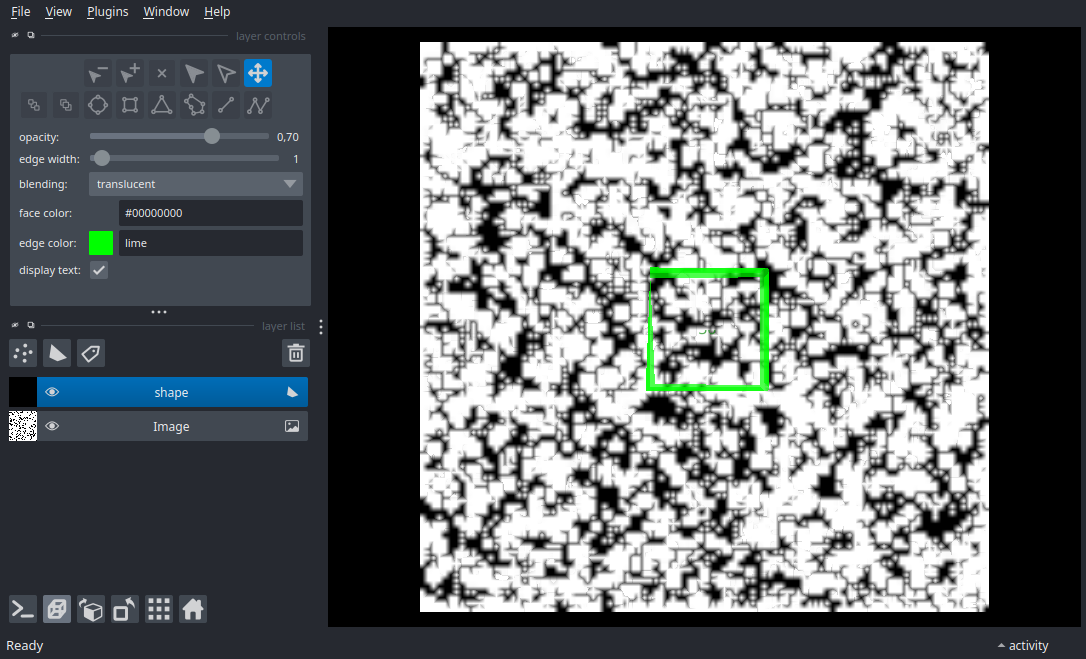 File View Plugins Window Help
layer controls
opacity: 0,70
edge width: 1
blending: translucent
face color: #00000000
edge color: lime
display text:
layer list
shape
Image
Ready activity